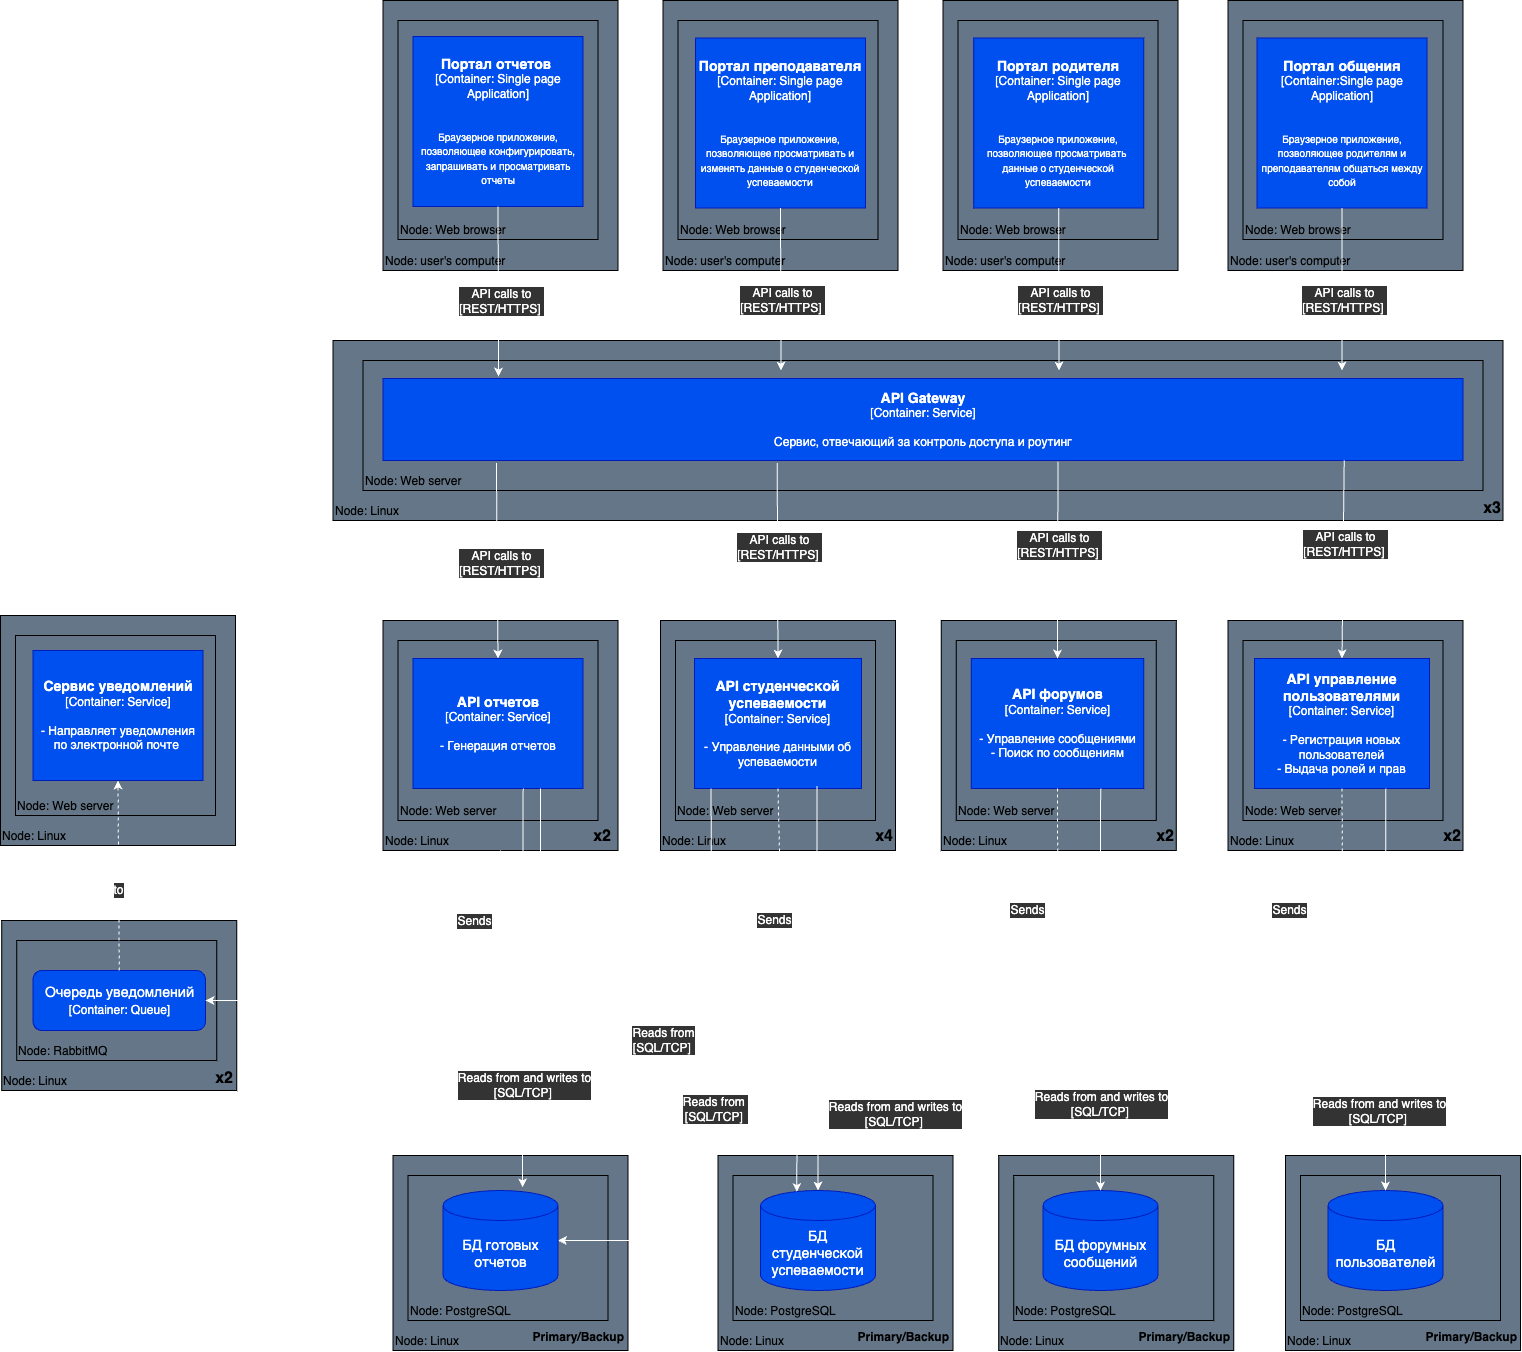 Портал отчетов
[Container: Single page
Application]
Браузерное приложение,
позволяющее конфигурировать,
запрашивать и просматривать
отчеты
Node: Web browser
Node: user's computer
Портал преподавателя
[Container: Single page
Application]
Браузерное приложение,
позволяющее просматривать и
изменять данные о студенческой
успеваемости
Node: Web browser
Node: user's computer
Портал родителя
[Container: Single page
Application]
Браузерное приложение,
позволяющее просматривать
данные о студенческой
успеваемости
Node: Web browser
Node: user's computer
Портал общения
[Container:Single page
Application]
Браузерное приложение,
позволяющее родителям и
преподавателям общаться между
собой
Node: Web browser
Node: user's computer
API calls to
[REST/HTTPS]
API calls to
[REST/HTTPS]
API calls to
[REST/HTTPS]
API calls to
[REST/HTTPS]
API Gateway
[Container: Service]
Сервис, отвечающий за контроль доступа и роутинг
Node: Web server
Node: Linux
x3
API calls to
[REST/HTTPS]
API calls to
[REST/HTTPS]
API calls to
[REST/HTTPS]
API calls to
[REST/HTTPS]
Сервис уведомлений
[Container: Service]
- Направляет уведомления
по электронной почте
Node: Web server
Node: Linux
API отчетов
[Container: Service]
- Генерация отчетов
Node: Web server
Node: Linux
x2
API студенческой
успеваемости
[Container: Service]
- Управление данными об
успеваемости
Node: Web server
Node: Linux
x4
API форумов
[Container: Service]
- Управление сообщениями
- Поиск по сообщениям
Node: Web server
Node: Linux
x2
API управление
пользователями
[Container: Service]
- Регистрация новых
пользователей
- Выдача ролей и прав
Node: Web server
Node: Linux
x2
to
Sends
Sends
Sends
Sends
Очередь уведомлений
[Container: Queue]
Node: RabbitMQ
Node: Linux
x2
Reads from
[SQL/TCP]
Reads from and writes to
[SQL/TCP]
Reads from
[SQL/TCP]
Reads from and writes to
[SQL/TCP]
Reads from and writes to
[SQL/TCP]
Reads from and writes to
[SQL/TCP]
БД готовых
отчетов
Node: PostgreSQL
Node: Linux
Primary/Backup
БД
студенческой
успеваемости
Node: PostgreSQL
Node: Linux
Primary/Backup
БД форумных
сообщений
Node: PostgreSQL
Node: Linux
Primary/Backup
БД
пользователей
Node: PostgreSQL
Node: Linux
Primary/Backup